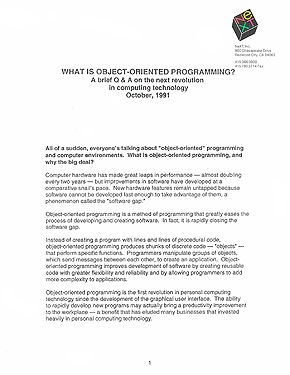 NeXT, Inc.
900 Chesapeake Drive
Redwood City, CA 94063
415 366 0900
415 780 3714 Fax
WHAT IS OBJECT-ORIENTED PROGRAMMING?
A brief Q & A on the next revolution
in computing technology
October, 1991
All of a sudden, everyone's talking about "object-oriented" programming
and computer environments. What is object-oriented programming, and
why the big deal?
Computer hardware has made great leaps in performance — almost doubling
every two years — but improvements in software have developed at a
comparative snail's pace. New hardware features remain untapped because
software cannot be developed fast enough to take advantage of them, a
phenomenon called the "software gap."
Object-oriented programming is a method of programming that greatly eases the
process of developing and creating software. In fact, it is rapidly closing the
software gap.
Instead of creating a program with lines and lines of procedural code,
object-oriented programming produces chunks of discrete code — "objects" —
that perform specific functions. Programmers manipulate groups of objects,
which send messages between each other, to create an application. Object-
oriented programming improves development of software by creating reusable
code with greater flexibility and reliability and by allowing programmers to add
more complexity to applications.
Object-oriented programming is the first revolution in personal computing
technology since the development of the graphical user interface. The ability
to rapidly develop new programs may actually bring a productivity improvement
to the workplace — a benefit that has eluded many businesses that invested
heavily in personal computing technology.
1